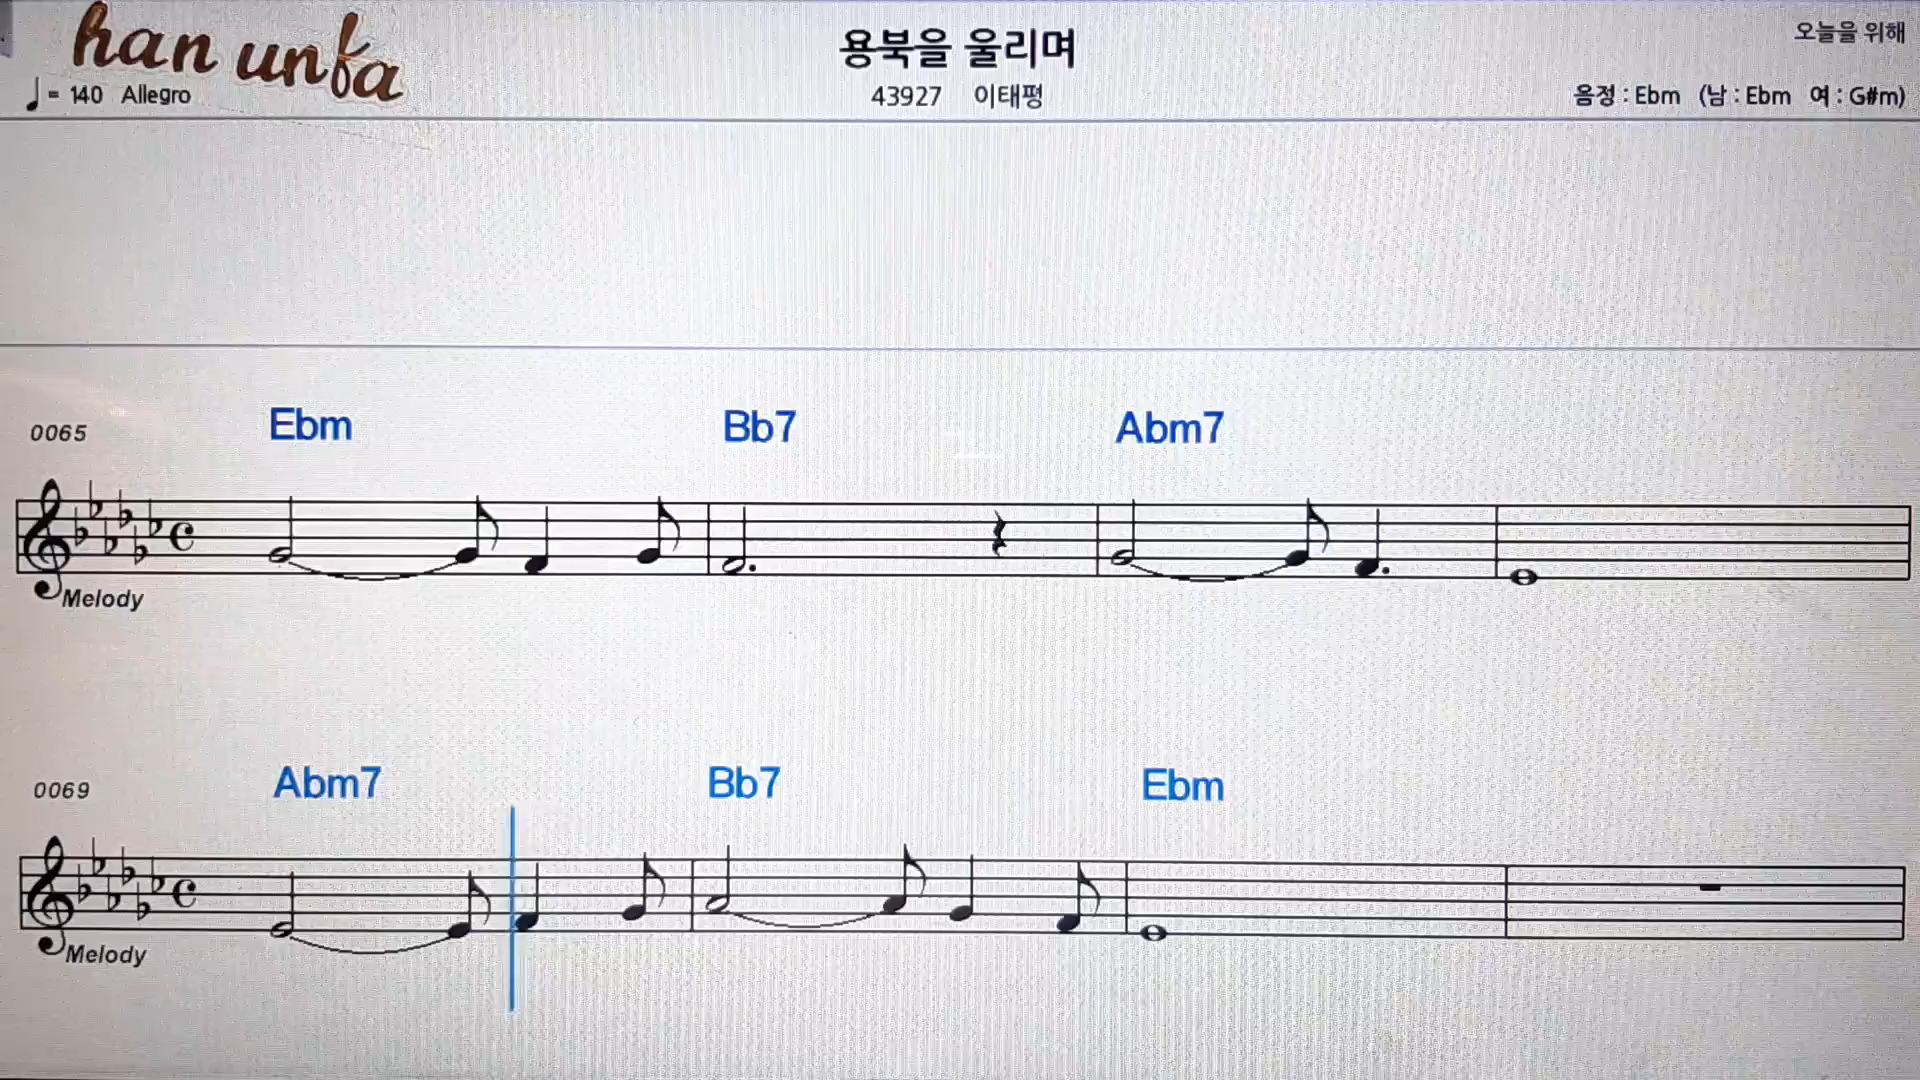 han unfa
용북을 울리며
오늘을 위해
♩= 140 Allegro
43927 이태평
음정 : Ebm (남 : Ebm 여 : G#m)
0065 Ebm Bb7 Abm7
Melody
0069 Abm7 Bb7 Ebm
Melody